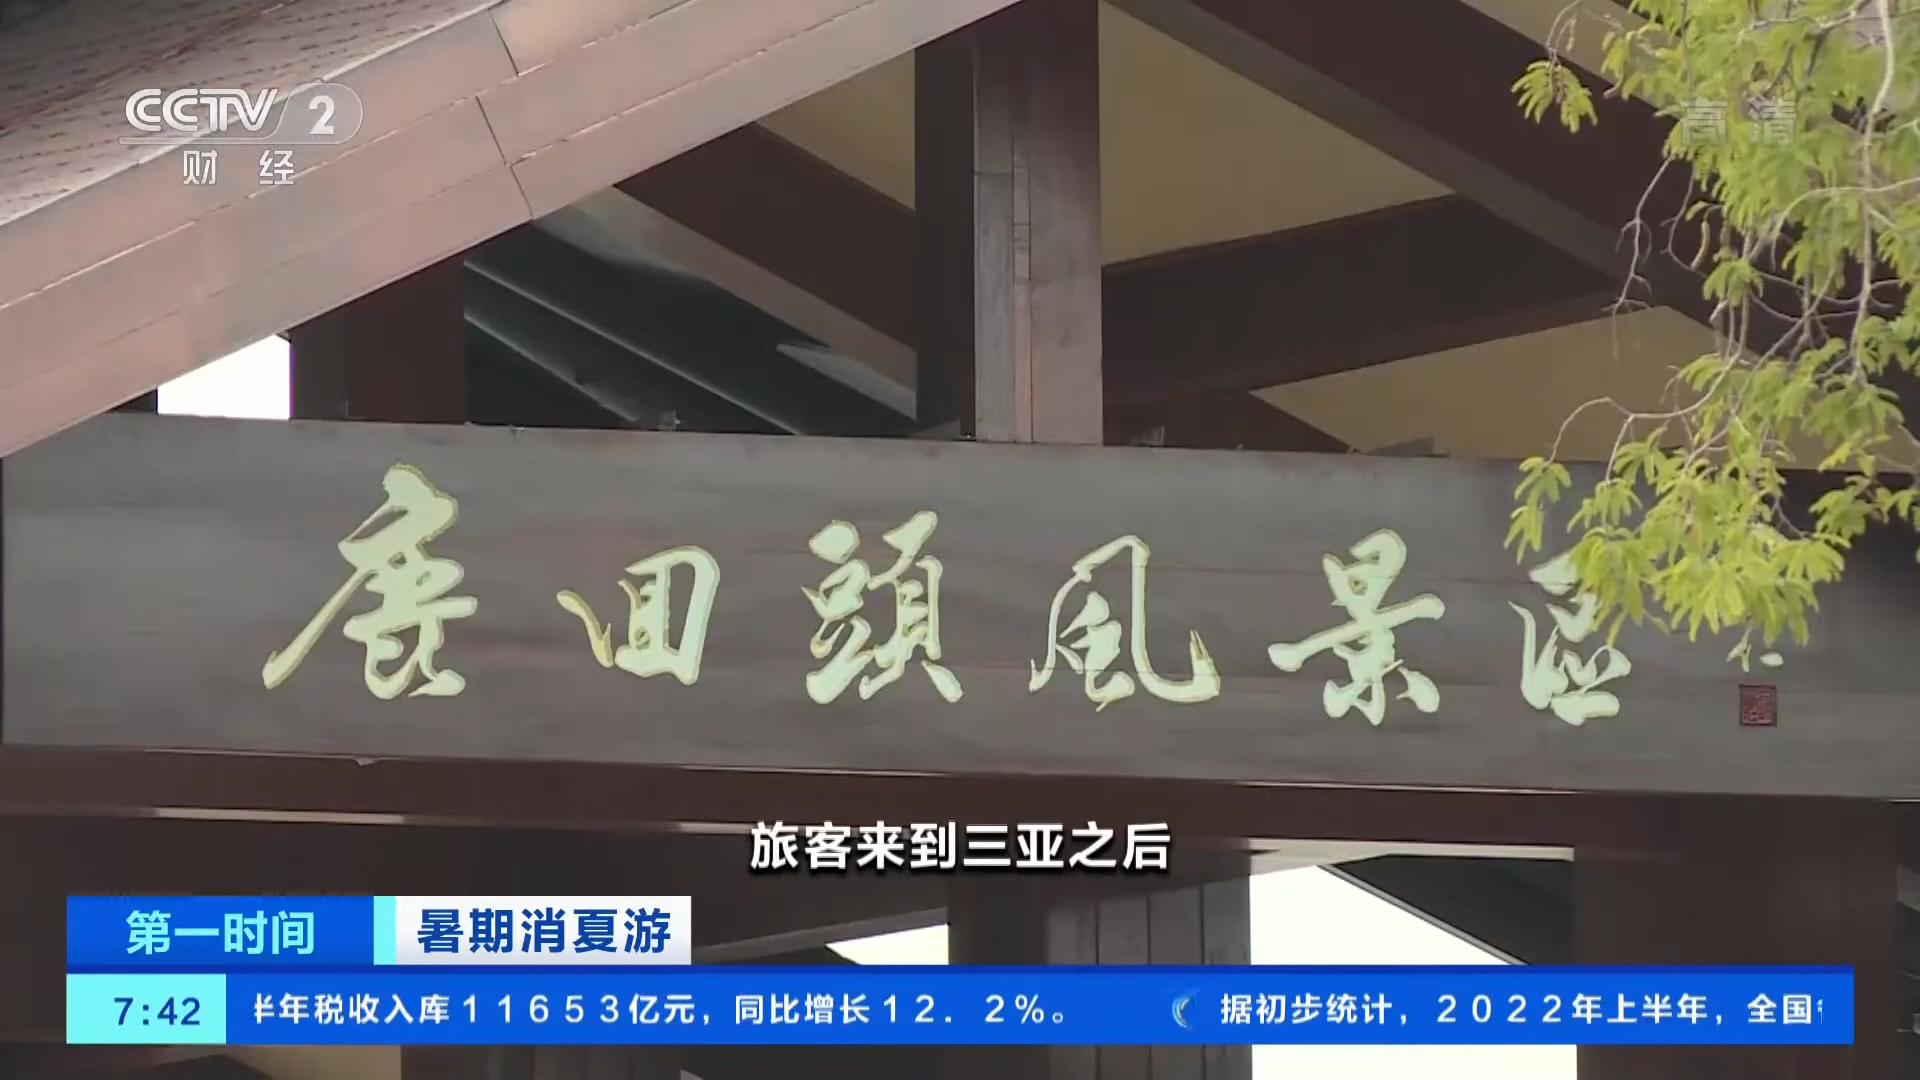 CCTV 2
财 经
高 清
鹿回頭風景區
旅客来到三亚之后
第一时间
暑期消夏游
7:42
半年税收入库11653亿元，同比增长12.2%。
据初步统计，2022年上半年，全国